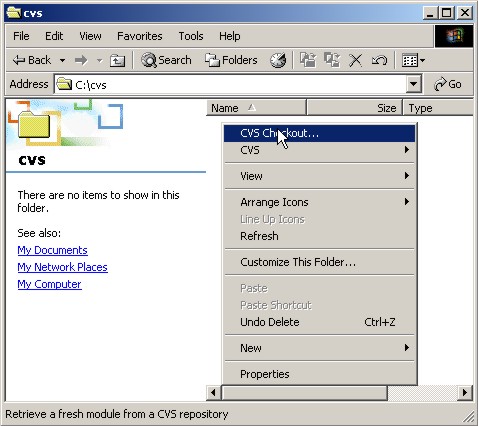 cvs
File Edit View Favorites Tools Help
Back Search Folders
Address C:\cvs Go
Name Size Type
cvs
There are no items to show in this
folder.
See also:
My Documents
My Network Places
My Computer
CVS Checkout...
CVS
View
Arrange Icons
Line Up Icons
Refresh
Customize This Folder...
Paste
Paste Shortcut
Undo Delete Ctrl+Z
New
Properties
Retrieve a fresh module from a CVS repository